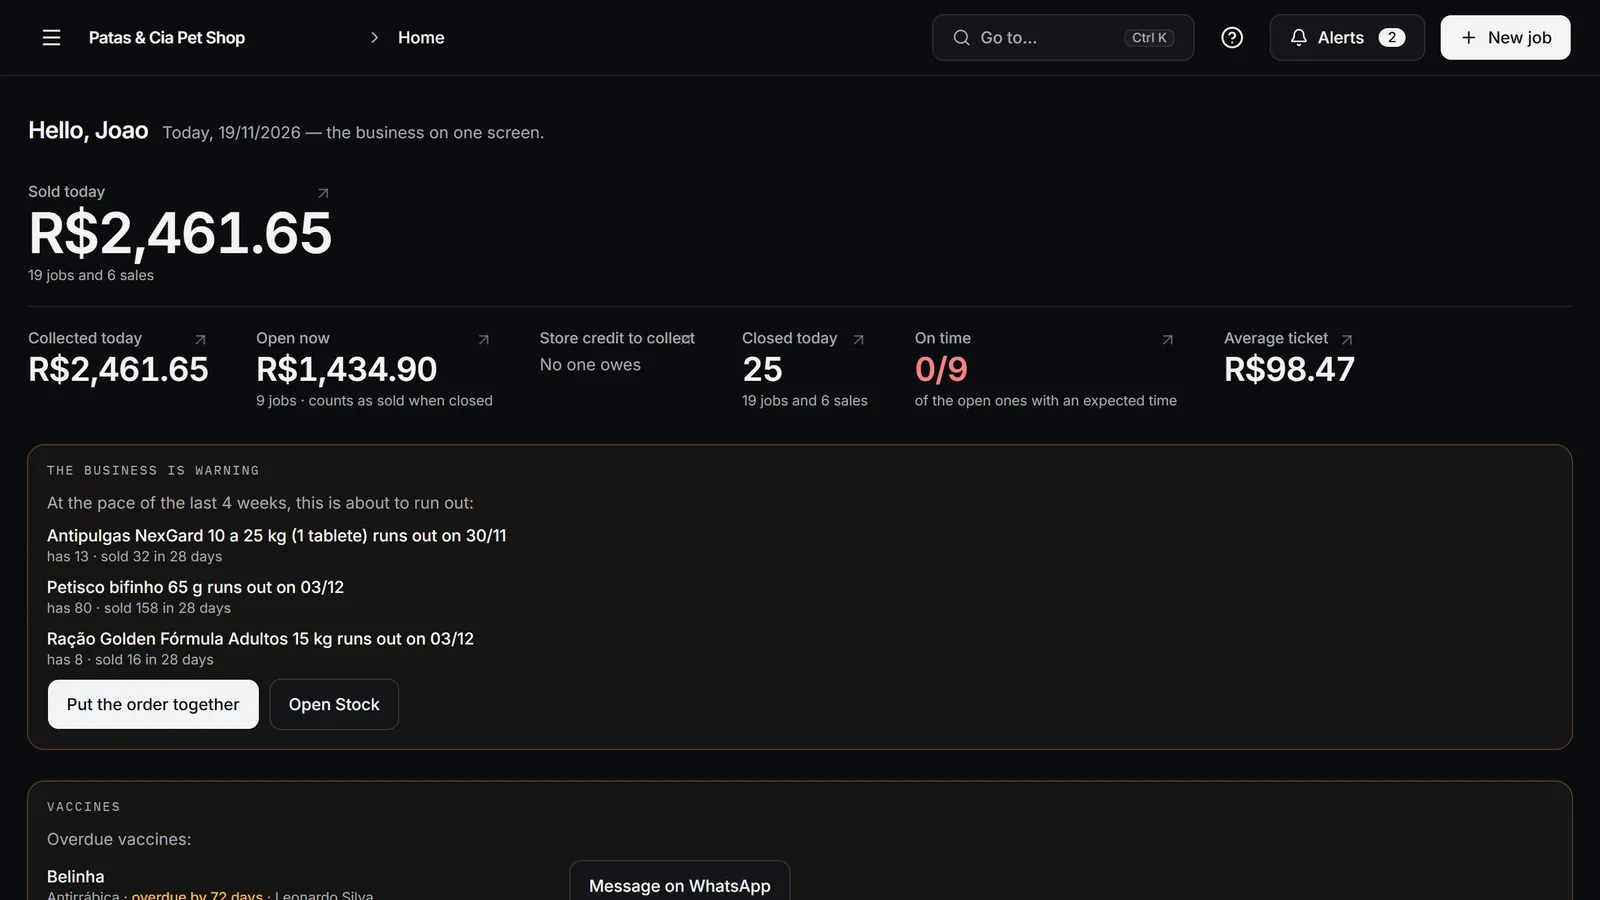 Patas & Cia Pet Shop
Home
Go to...
Ctrl K
Alerts 2
New job
Hello, Joao
Today, 19/11/2026 — the business on one screen.
Sold today
R$2,461.65
19 jobs and 6 sales
Collected today
R$2,461.65
Open now
R$1,434.90
9 jobs · counts as sold when closed
Store credit to collect
No one owes
Closed today
25
19 jobs and 6 sales
On time
0/9
of the open ones with an expected time
Average ticket
R$98.47
THE BUSINESS IS WARNING
At the pace of the last 4 weeks, this is about to run out:
Antipulgas NexGard 10 a 25 kg (1 tablete) runs out on 30/11
has 13 · sold 32 in 28 days
Petisco bifinho 65 g runs out on 03/12
has 80 · sold 158 in 28 days
Ração Golden Fórmula Adultos 15 kg runs out on 03/12
has 8 · sold 16 in 28 days
Put the order together
Open Stock
VACCINES
Overdue vaccines:
Belinha
Antirrábica · overdue by 72 days · Leonardo Silva
Message on WhatsApp